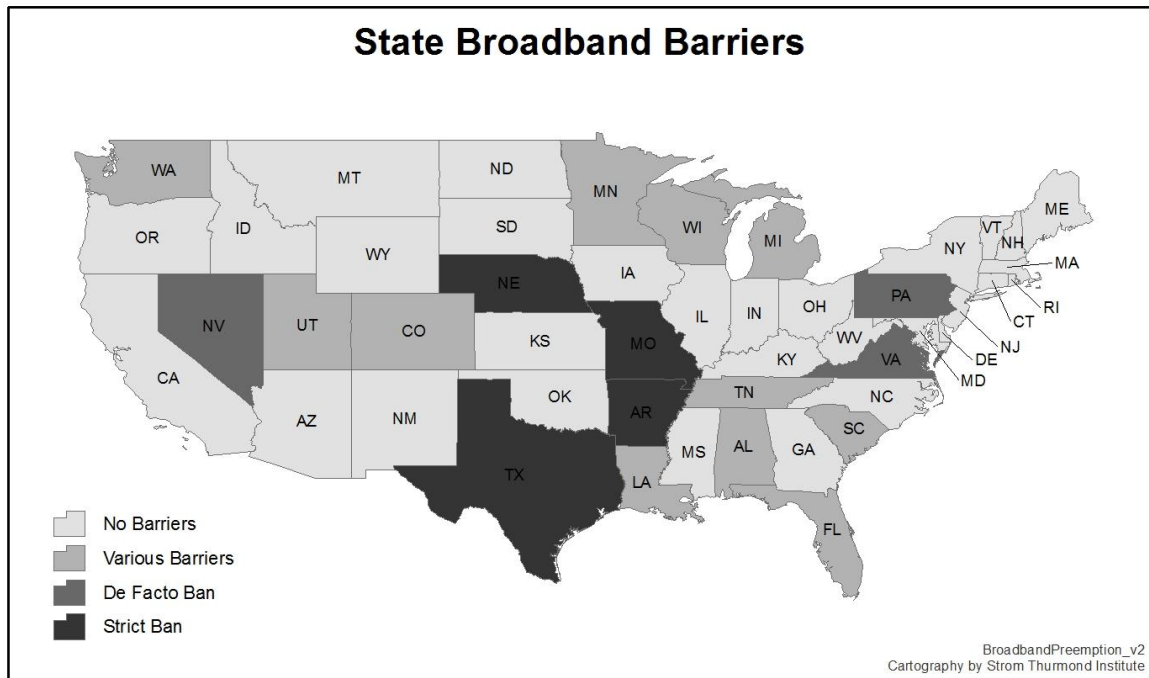 State Broadband Barriers
WA
MT
ND
MN
ME
VT
NH
OR
ID
SD
WI
MI
NY
MA
WY
RI
IA
PA
CT
NE
NJ
NV
UT
CO
IL
IN
OH
DE
WV
MD
KS
MO
KY
VA
CA
OK
TN
NC
AZ
NM
AR
SC
MS
AL
GA
TX
LA
FL
No Barriers
Various Barriers
De Facto Ban
Strict Ban
BroadbandPreemption_v2
Cartography by Strom Thurmond Institute